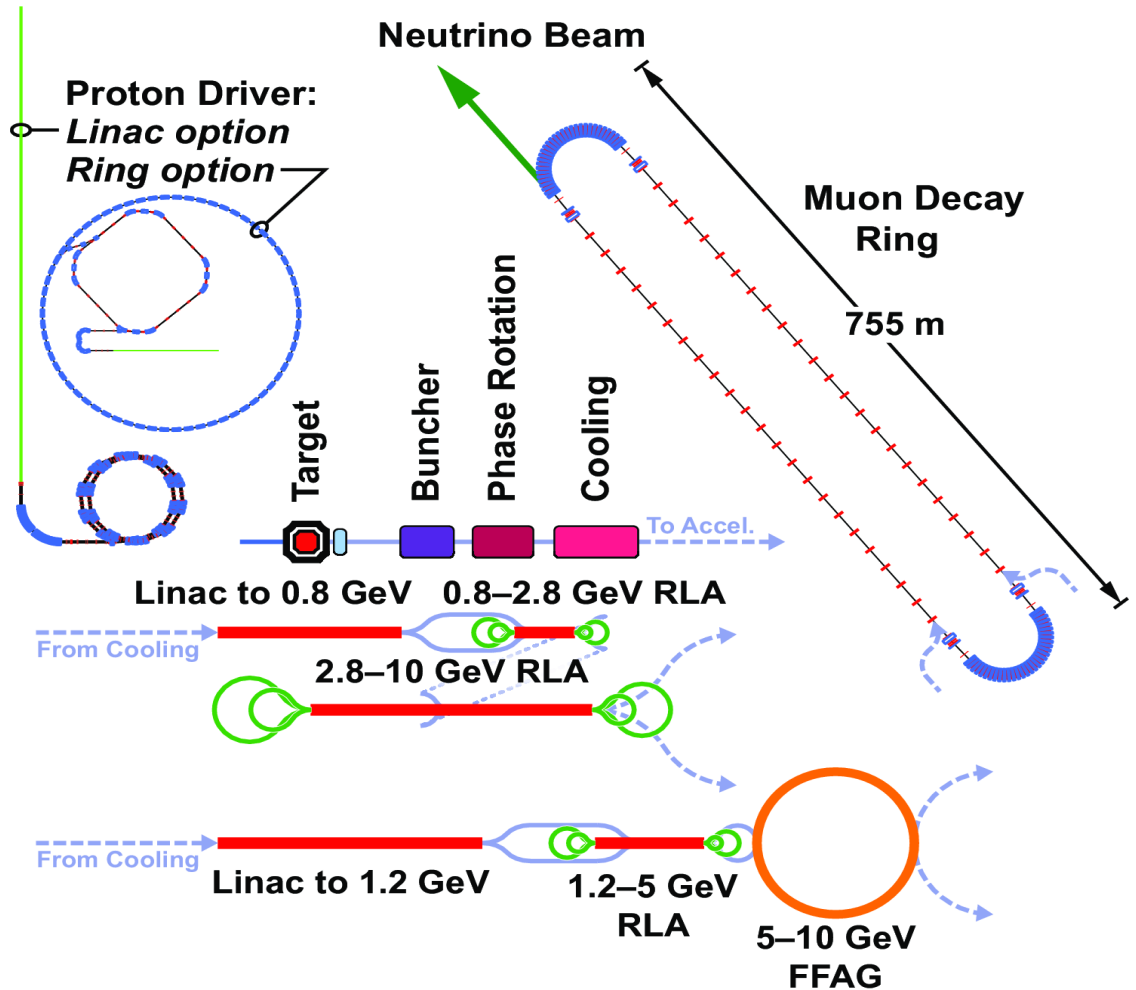 Neutrino Beam
Proton Driver:
Linac option
Ring option
Muon Decay
Ring
755 m
Target
Buncher
Phase Rotation
Cooling
To Accel.
Linac to 0.8 GeV
0.8–2.8 GeV RLA
From Cooling
2.8–10 GeV RLA
From Cooling
Linac to 1.2 GeV
1.2–5 GeV
RLA
5–10 GeV
FFAG